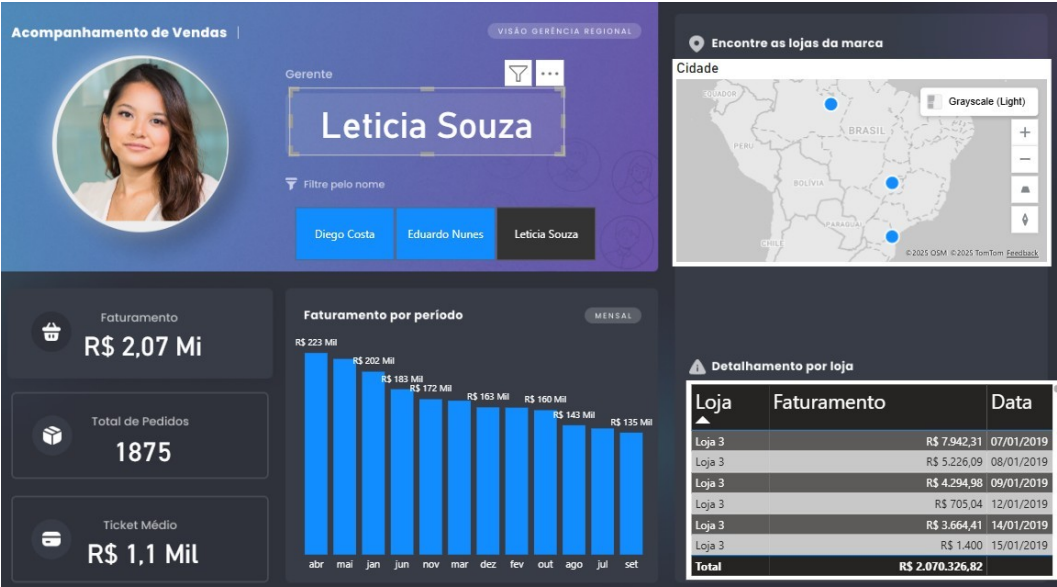 Acompanhamento de Vendas |
VISÃO GERÊNCIA REGIONAL
Gerente
Leticia Souza
Filtre pelo nome
Diego Costa
Eduardo Nunes
Leticia Souza
Faturamento
R$ 2,07 Mi
Total de Pedidos
1875
Ticket Médio
R$ 1,1 Mil
Faturamento por período
MENSAL
R$ 223 Mil
R$ 202 Mil
R$ 183 Mil
R$ 172 Mil
R$ 163 Mil
R$ 160 Mil
R$ 143 Mil
R$ 135 Mil
abr mai jan jun nov mar dez fev out ago jul set
Encontre as lojas da marca
Cidade
Grayscale (Light)
EQUADOR
BRASIL
PERU
BOLÍVIA
PARAGUAI
CHILE
©2025 OSM ©2025 TomTom Feedback
Detalhamento por loja
Loja Faturamento Data
Loja 3 R$ 7.942,31 07/01/2019
Loja 3 R$ 5.226,09 08/01/2019
Loja 3 R$ 4.294,98 09/01/2019
Loja 3 R$ 705,04 12/01/2019
Loja 3 R$ 3.664,41 14/01/2019
Loja 3 R$ 1.400 15/01/2019
Total R$ 2.070.326,82